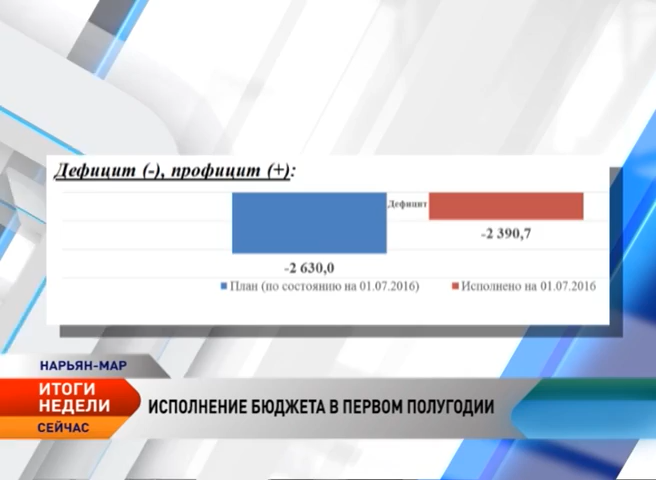 Дефицит (-), профицит (+):
Дефицит
-2 390,7
-2 630,0
План (по состоянию на 01.07.2016)
Исполнено на 01.07.2016
НАРЬЯН-МАР
ИТОГИ
НЕДЕЛИ
СЕЙЧАС
ИСПОЛНЕНИЕ БЮДЖЕТА В ПЕРВОМ ПОЛУГОДИИ